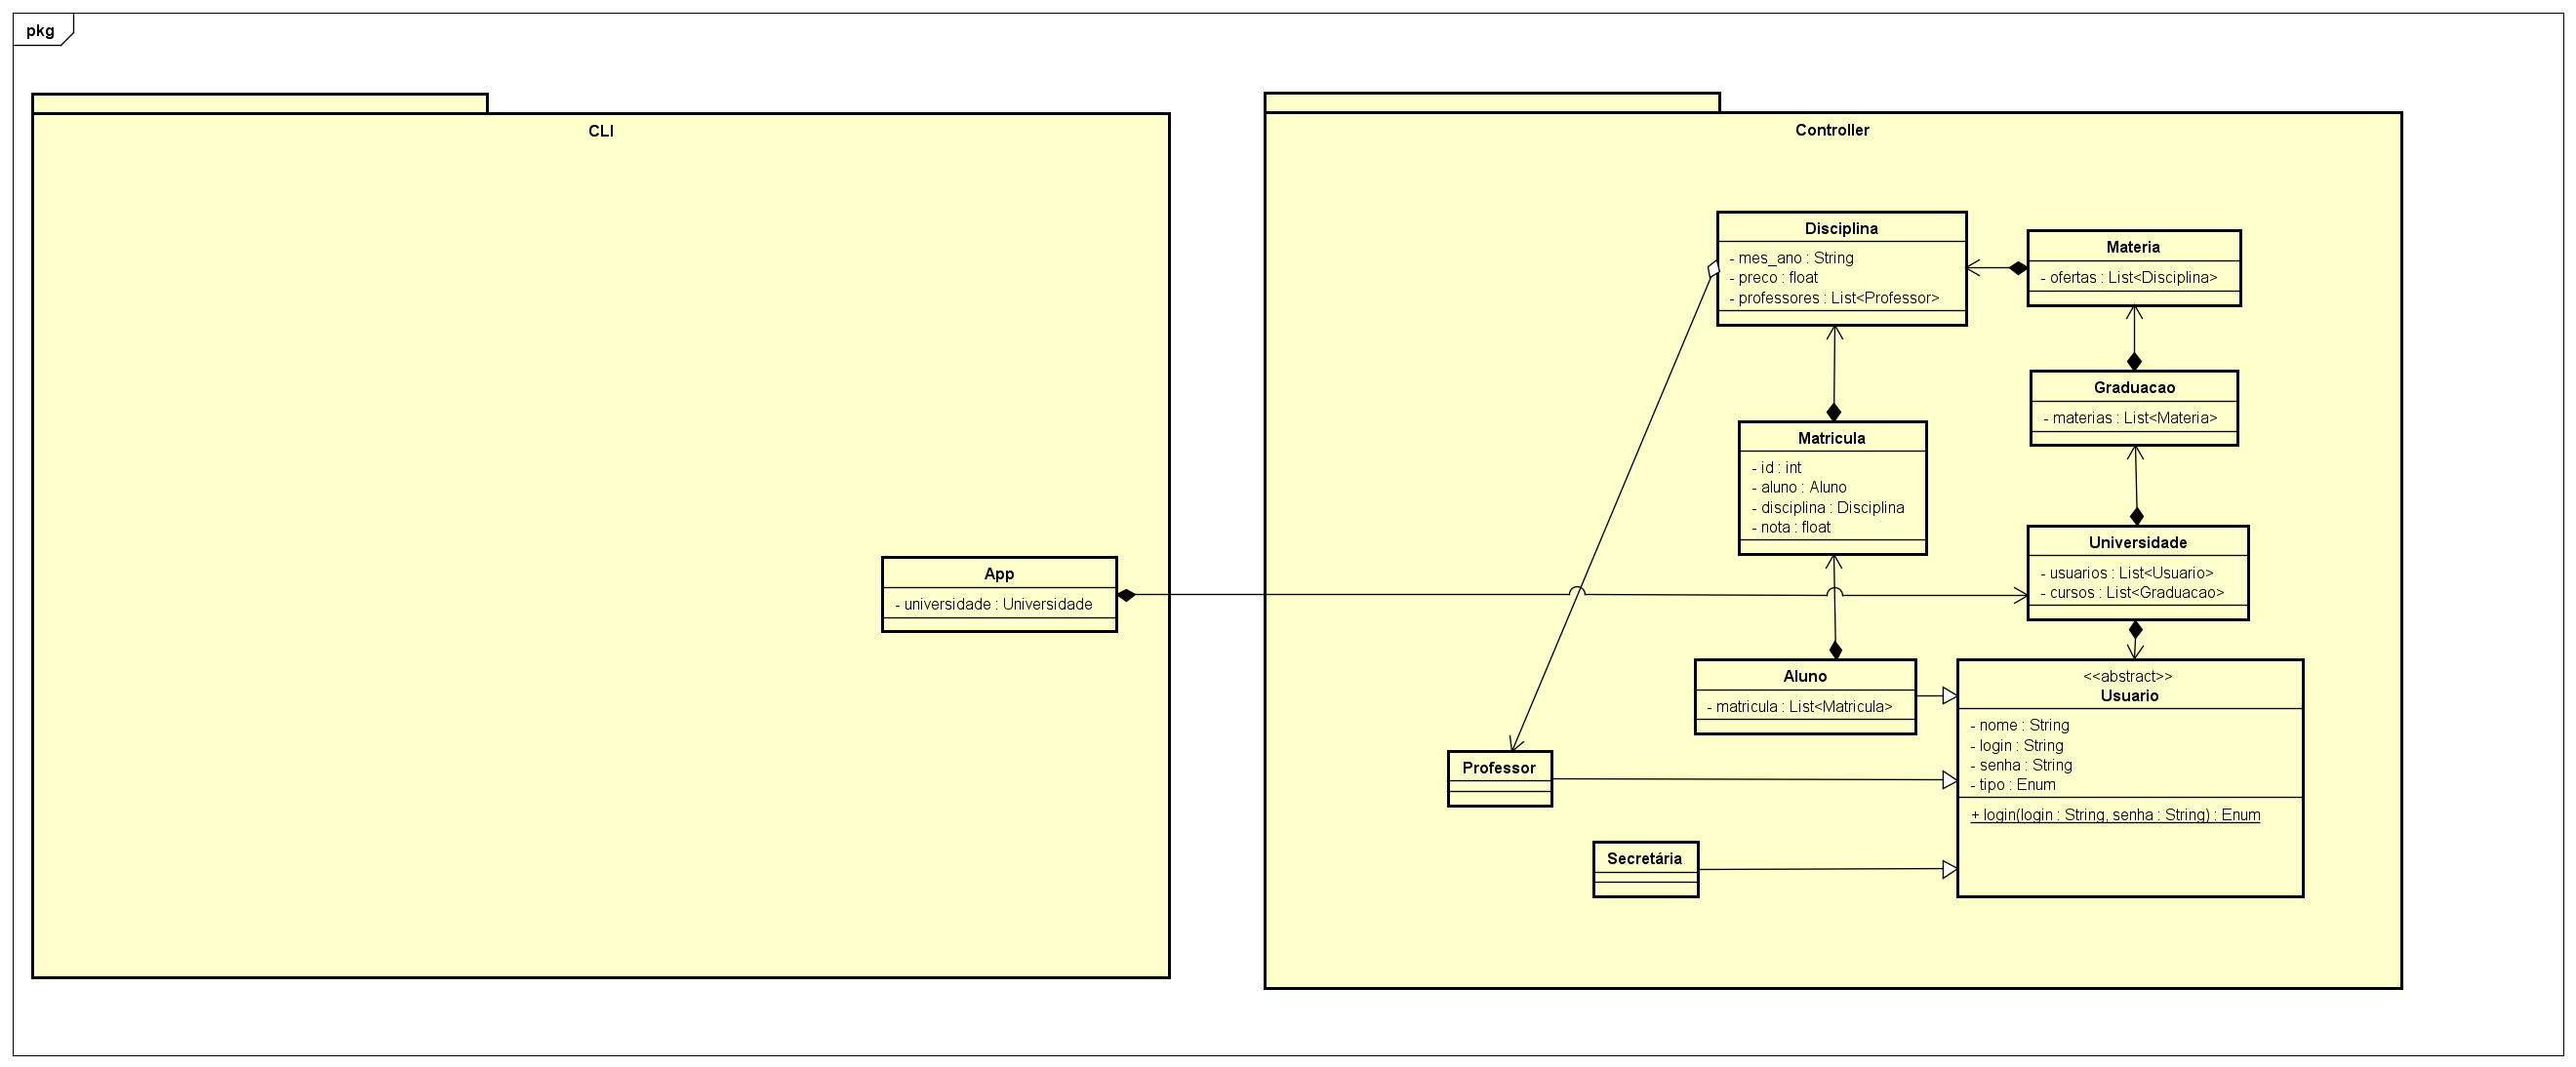 pkg
CLI
App
- universidade : Universidade
Controller
Disciplina
- mes_ano : String
- preco : float
- professores : List<Professor>
Materia
- ofertas : List<Disciplina>
Graduacao
- materias : List<Materia>
Matricula
- id : int
- aluno : Aluno
- disciplina : Disciplina
- nota : float
Universidade
- usuarios : List<Usuario>
- cursos : List<Graduacao>
Aluno
- matricula : List<Matricula>
<<abstract>>
Usuario
- nome : String
- login : String
- senha : String
- tipo : Enum
+ login(login : String, senha : String) : Enum
Professor
Secretária